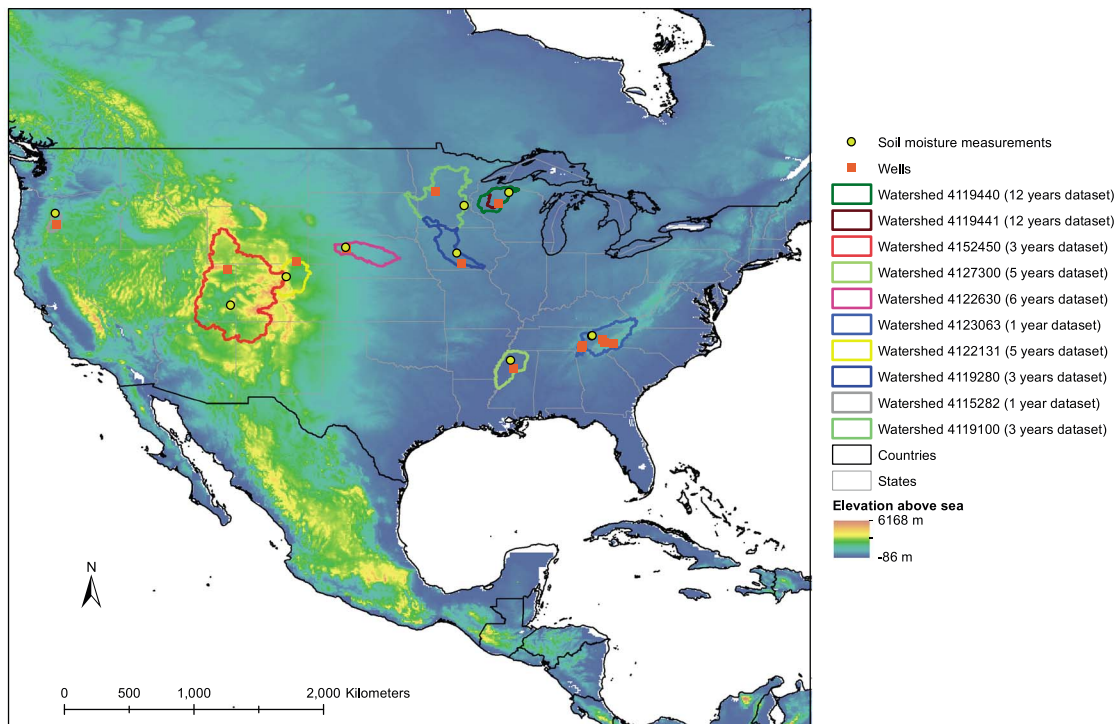 Soil moisture measurements
Wells
Watershed 4119440 (12 years dataset)
Watershed 4119441 (12 years dataset)
Watershed 4152450 (3 years dataset)
Watershed 4127300 (5 years dataset)
Watershed 4122630 (6 years dataset)
Watershed 4123063 (1 year dataset)
Watershed 4122131 (5 years dataset)
Watershed 4119280 (3 years dataset)
Watershed 4115282 (1 year dataset)
Watershed 4119100 (3 years dataset)
Countries
States
Elevation above sea
6168 m
-86 m
N
0 500 1,000 2,000 Kilometers